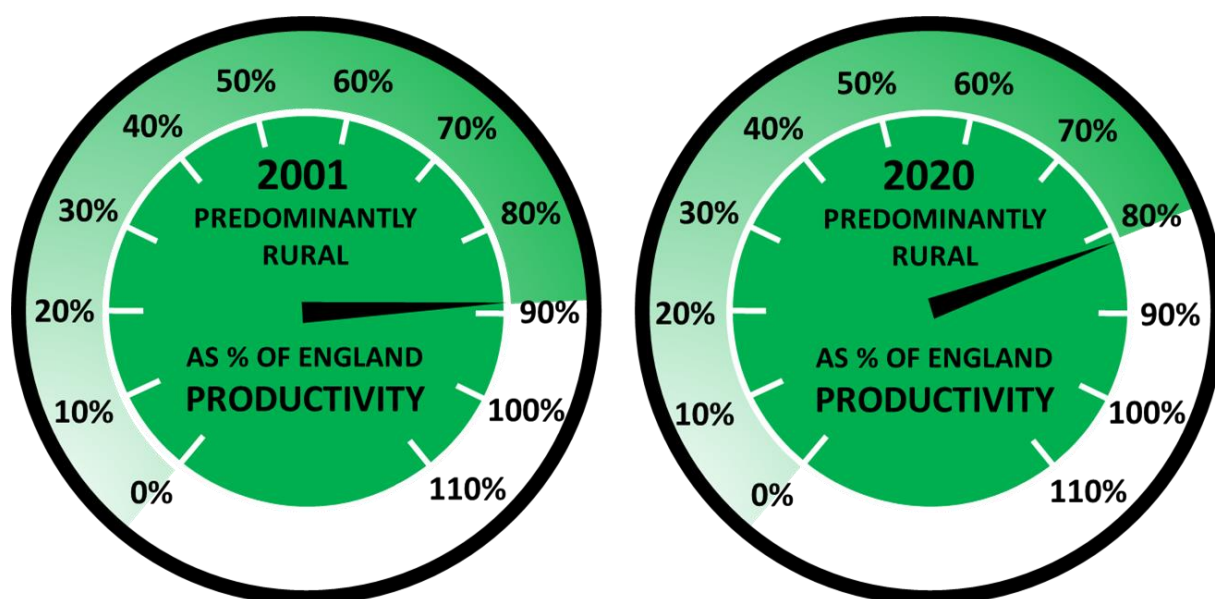 50% 60%
40% 70%
2001
30% PREDOMINANTLY 80%
RURAL
20% 90%
AS % OF ENGLAND
PRODUCTIVITY
10% 100%
0% 110%
50% 60%
40% 70%
2020
30% PREDOMINANTLY 80%
RURAL
20% 90%
AS % OF ENGLAND
PRODUCTIVITY
10% 100%
0% 110%